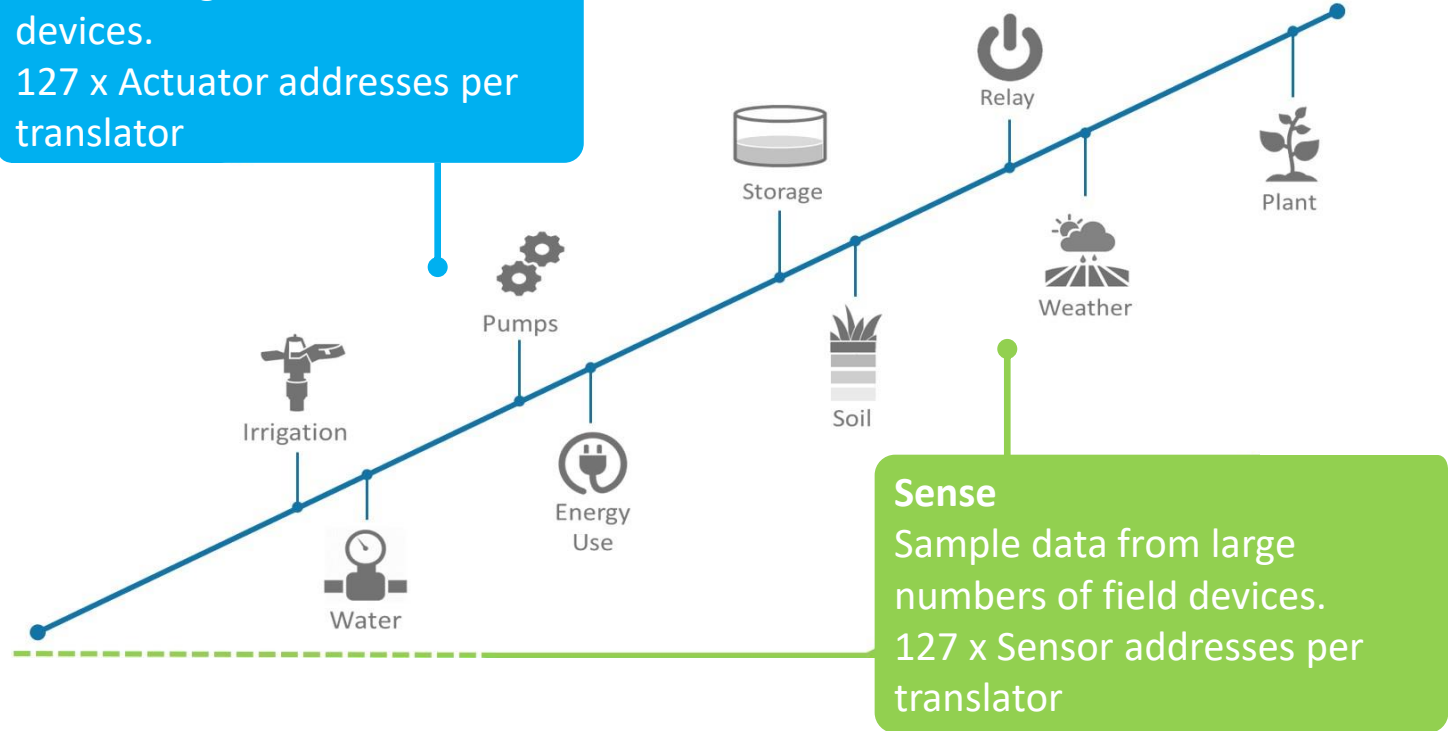 devices.
127 x Actuator addresses per
translator
Relay
Storage
Plant
Pumps
Weather
Irrigation
Soil
Energy
Use
Water
Sense
Sample data from large
numbers of field devices.
127 x Sensor addresses per
translator